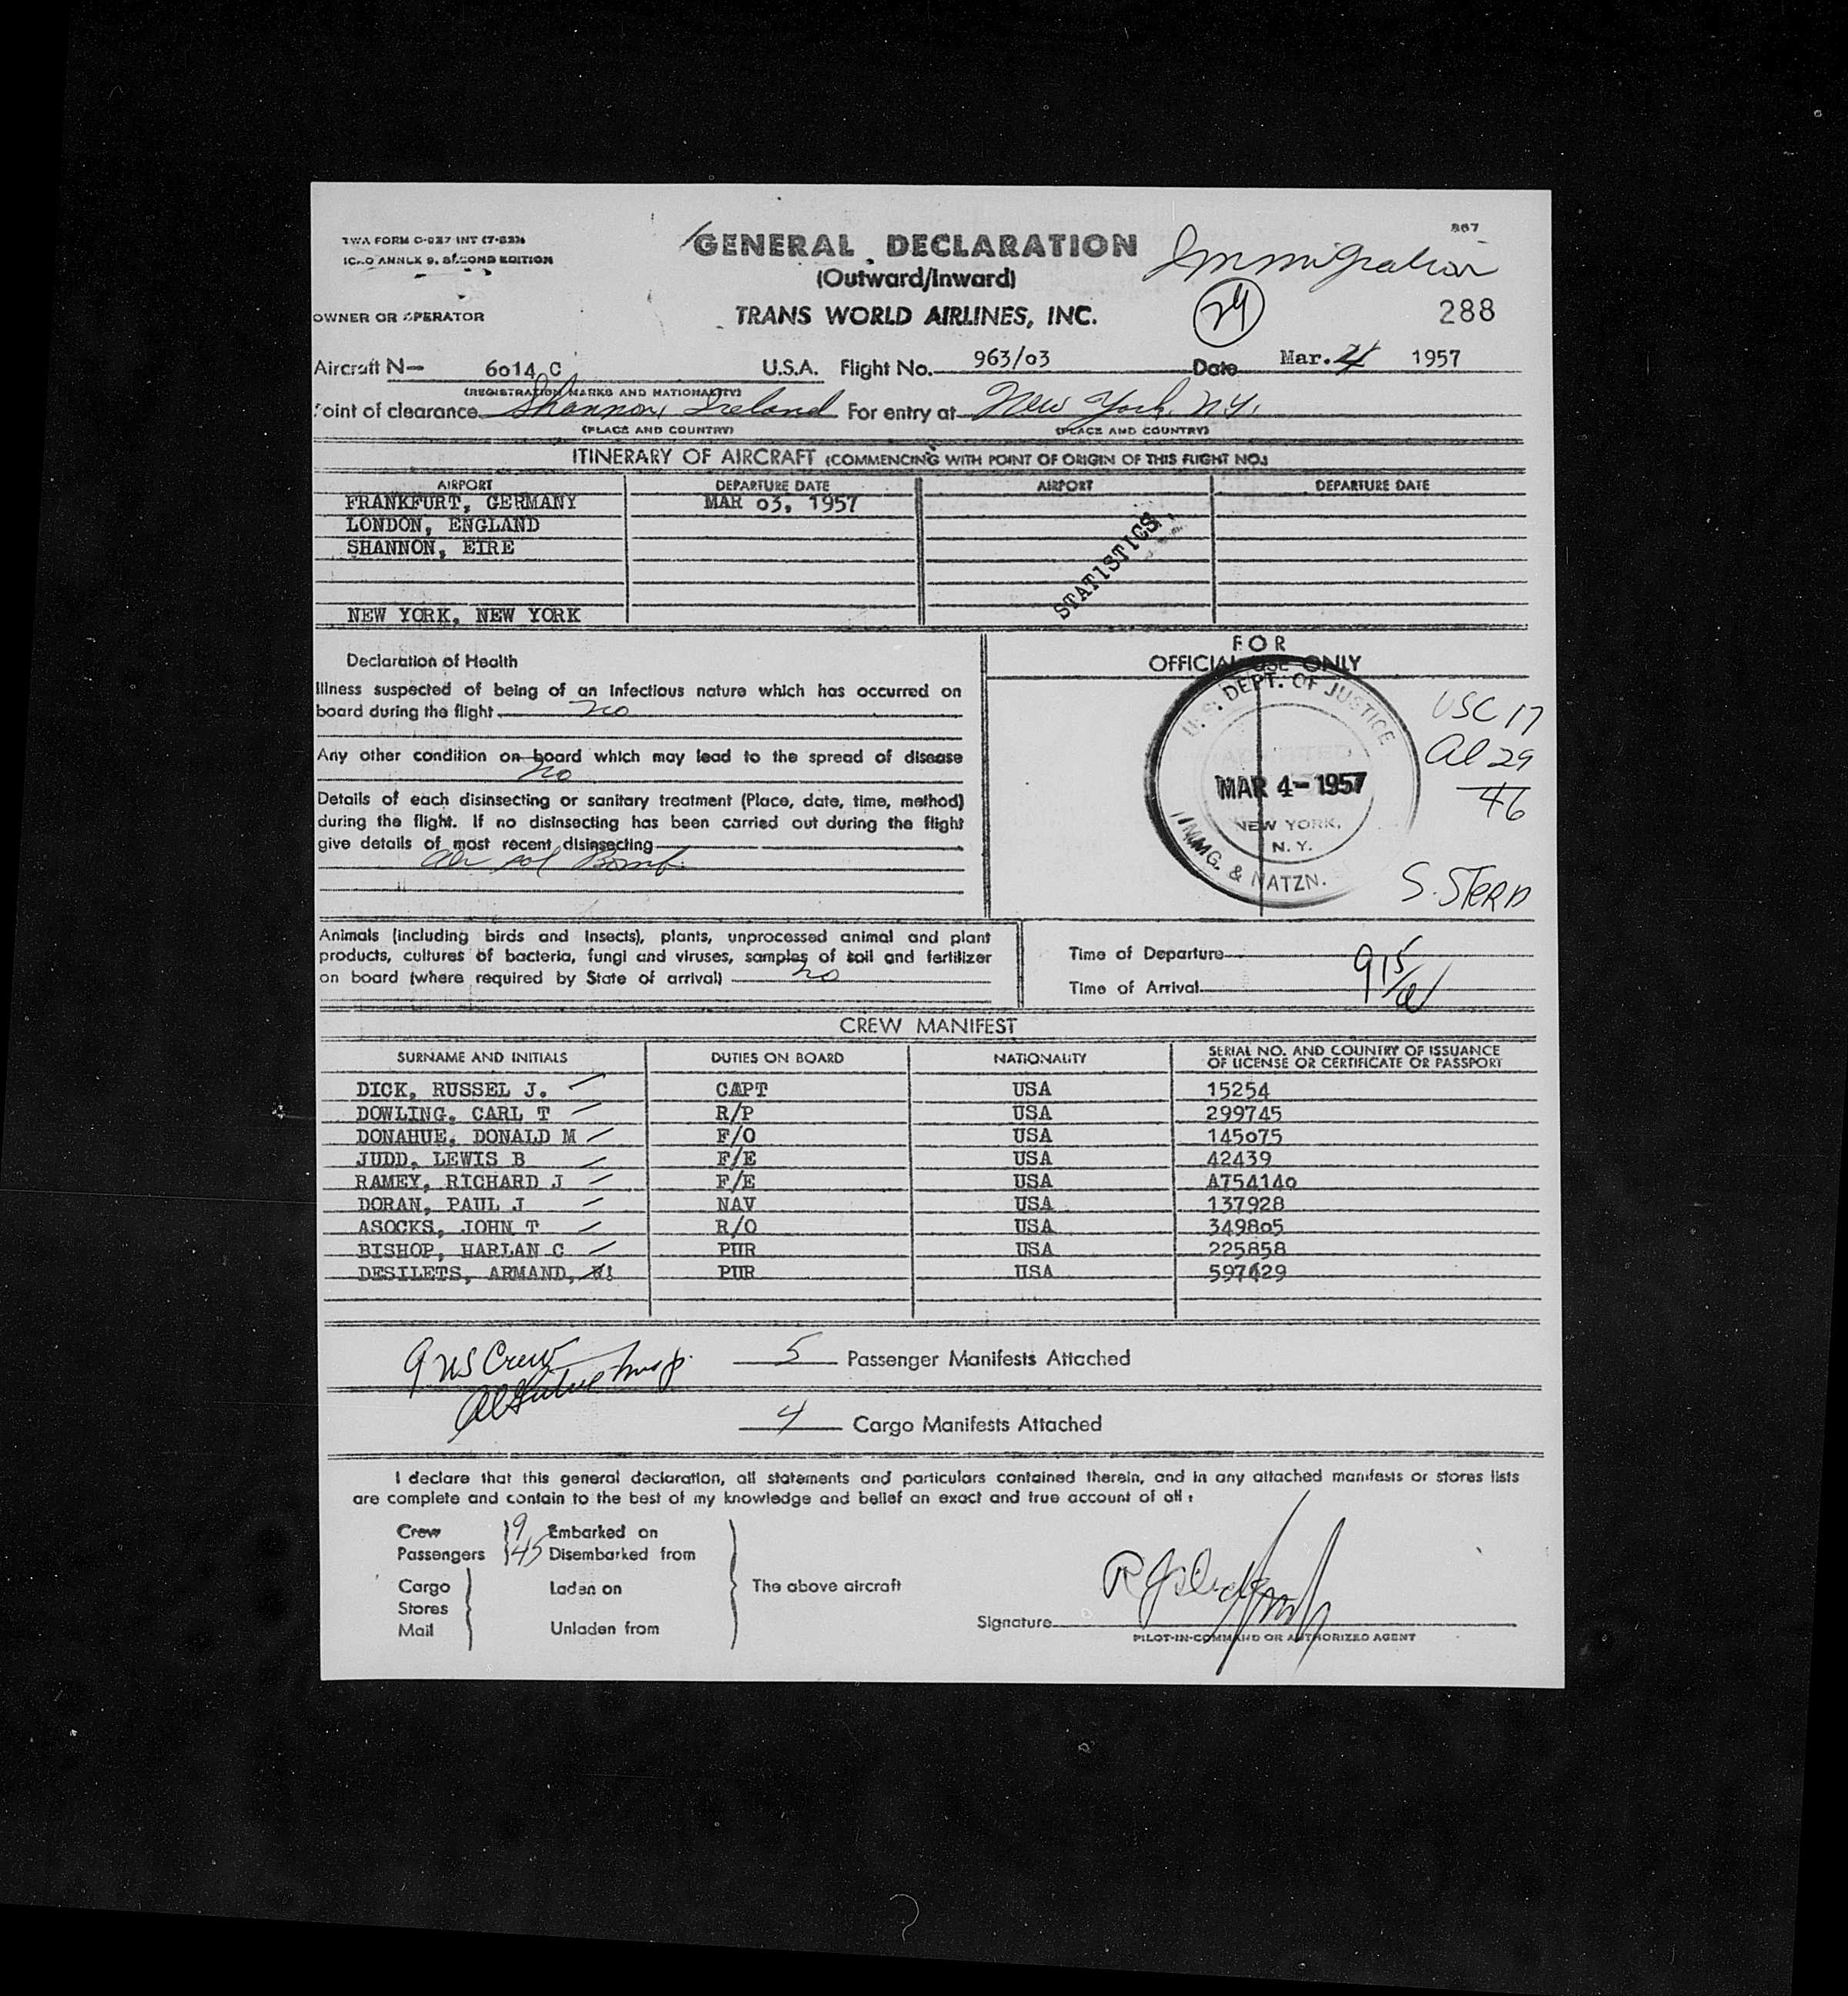 TWA FORM O-027 INT (7-52)
ICAO ANNEX 9, SECOND EDITION
867
GENERAL DECLARATION
(Outward/Inward)
Immigration
24
288
OWNER OR OPERATOR
TRANS WORLD AIRLINES, INC.
Aircraft N- 6014 C U.S.A. Flight No. 963/03 Date Mar. 4 1957
(REGISTRATION MARKS AND NATIONALITY)
Point of clearance Shannon, Ireland For entry at New York, N.Y.
(PLACE AND COUNTRY) (PLACE AND COUNTRY)
ITINERARY OF AIRCRAFT (COMMENCING WITH POINT OF ORIGIN OF THIS FLIGHT NO.)
AIRPORT DEPARTURE DATE AIRPORT DEPARTURE DATE
FRANKFURT, GERMANY MAR 03, 1957
LONDON, ENGLAND
SHANNON, EIRE
STATISTICS
NEW YORK, NEW YORK
Declaration of Health
Illness suspected of being of an infectious nature which has occurred on
board during the flight no
Any other condition on board which may lead to the spread of disease
no
Details of each disinsecting or sanitary treatment (Place, date, time, method)
during the flight. If no disinsecting has been carried out during the flight
give details of most recent disinsecting
Bomb
FOR
OFFICIAL USE ONLY
U. S. DEPT. OF JUSTICE
ADMITTED
MAR 4- 1957
NEW YORK,
N. Y.
IMMG. & NATZN.
USC 17
Al 29
46
S. STERN
Animals (including birds and insects), plants, unprocessed animal and plant
products, cultures of bacteria, fungi and viruses, samples of soil and fertilizer
on board (where required by State of arrival) no
Time of Departure
Time of Arrival 915
CREW MANIFEST
SURNAME AND INITIALS DUTIES ON BOARD NATIONALITY SERIAL NO. AND COUNTRY OF ISSUANCE
OF LICENSE OR CERTIFICATE OR PASSPORT
DICK, RUSSEL J. CAPT USA 15254
DOWLING, CARL T R/P USA 299745
DONAHUE, DONALD M F/O USA 145075
JUDD, LEWIS B F/E USA 42439
RAMEY, RICHARD J F/E USA A754140
DORAN, PAUL J NAV USA 137928
ASOCKS, JOHN T R/O USA 349805
BISHOP, HARLAN C PUR USA 225858
DESILETS, ARMAND, PUR USA 597429
9 US Crew
5 Passenger Manifests Attached
4 Cargo Manifests Attached
I declare that this general declaration, all statements and particulars contained therein, and in any attached manifests or stores lists
are complete and contain to the best of my knowledge and belief an exact and true account of all:
Crew 9 Embarked on
Passengers 45 Disembarked from
Cargo Laden on The above aircraft
Stores
Mail Unladen from
Signature
PILOT-IN-COMMAND OR AUTHORIZED AGENT